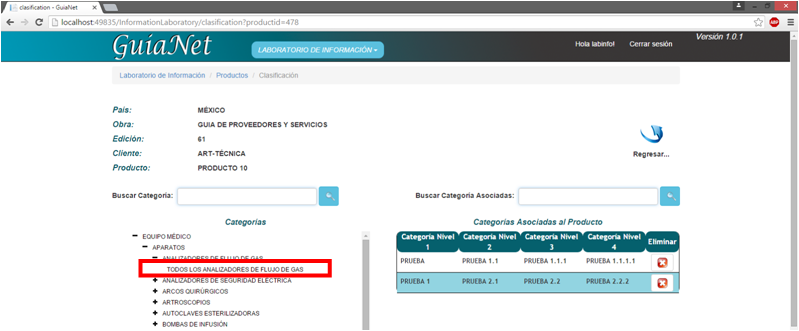 clasification - GuiaNet
localhost:49835/InformationLaboratory/clasification?productid=478
ABP
GuíaNet
LABORATORIO DE INFORMACIÓN
Hola labinfo!
Cerrar sesión
Versión 1.0.1
Laboratorio de Información / Productos / Clasificación
País: MÉXICO
Obra: GUIA DE PROVEEDORES Y SERVICIOS
Edición: 61
Cliente: ART-TÉCNICA
Producto: PRODUCTO 10
Regresar...
Buscar Categoría:
Buscar Categoría Asociadas:
Categorías
EQUIPO MÉDICO
APARATOS
ANALIZADORES DE FLUJO DE GAS
TODOS LOS ANALIZADORES DE FLUJO DE GAS
ANALIZADORES DE SEGURIDAD ELÉCTRICA
ARCOS QUIRÚRGICOS
ARTROSCOPIOS
AUTOCLAVES ESTERILIZADORAS
BOMBAS DE INFUSIÓN
Categorías Asociadas al Producto
Categoría Nivel 1 Categoría Nivel 2 Categoría Nivel 3 Categoría Nivel 4 Eliminar
PRUEBA PRUEBA 1.1 PRUEBA 1.1.1 PRUEBA 1.1.1.1
PRUEBA 1 PRUEBA 2.1 PRUEBA 2.2 PRUEBA 2.2.2